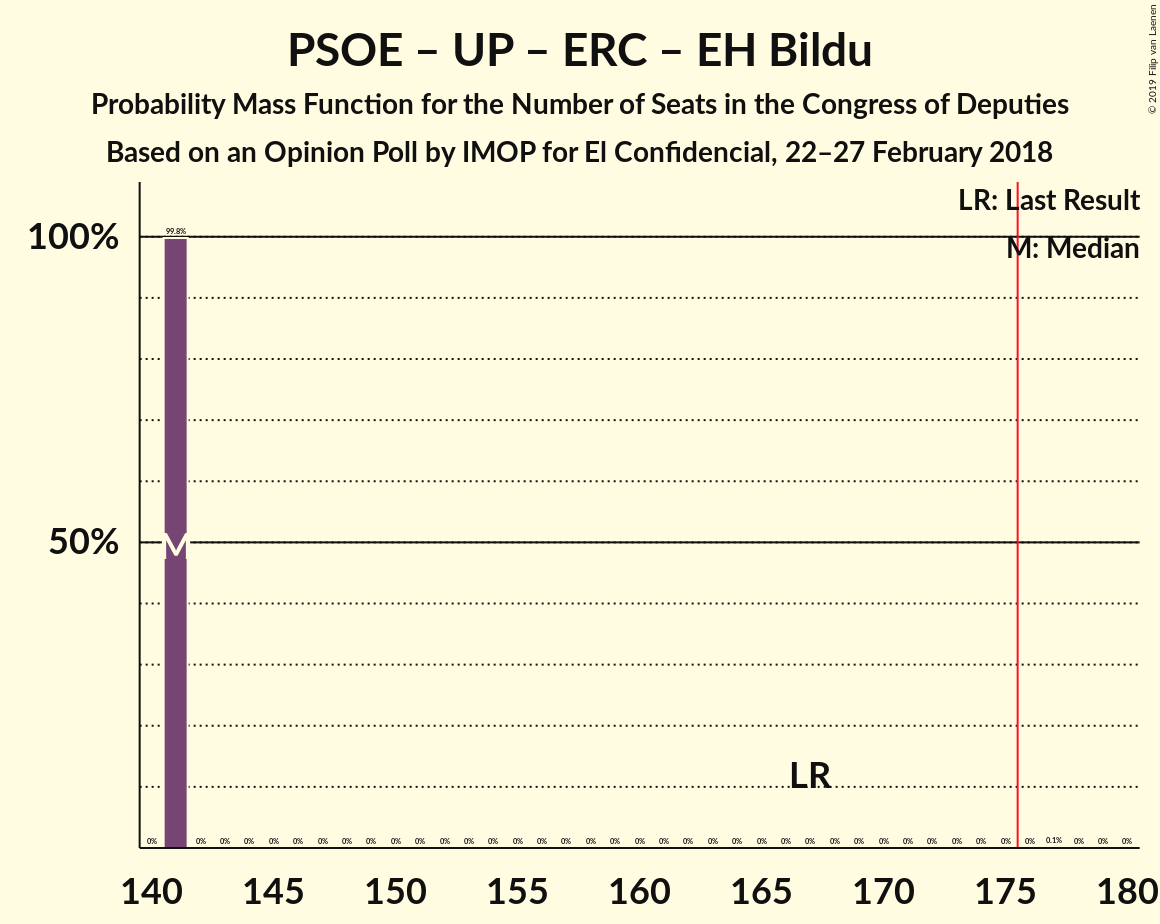 PSOE – UP – ERC – EH Bildu
Probability Mass Function for the Number of Seats in the Congress of Deputies
Based on an Opinion Poll by IMOP for El Confidencial, 22–27 February 2018
© 2019 Filip van Laenen
LR: Last Result
M: Median
100%
50%
99.8%
M
LR
0% 0% 0% 0% 0% 0% 0% 0% 0% 0% 0% 0% 0% 0% 0% 0% 0% 0% 0% 0% 0% 0% 0% 0% 0% 0% 0% 0% 0% 0% 0% 0% 0% 0% 0% 0% 0.1% 0% 0% 0%
140 145 150 155 160 165 170 175 180